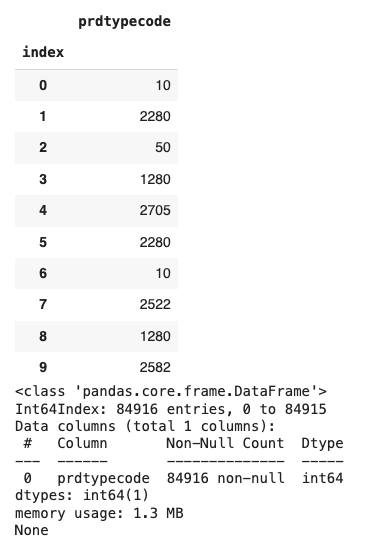 prdtypecode
index
0 10
1 2280
2 50
3 1280
4 2705
5 2280
6 10
7 2522
8 1280
9 2582
<class 'pandas.core.frame.DataFrame'>
Int64Index: 84916 entries, 0 to 84915
Data columns (total 1 columns):
 #   Column       Non-Null Count  Dtype
---  ------       --------------  -----
 0   prdtypecode  84916 non-null  int64
dtypes: int64(1)
memory usage: 1.3 MB
None